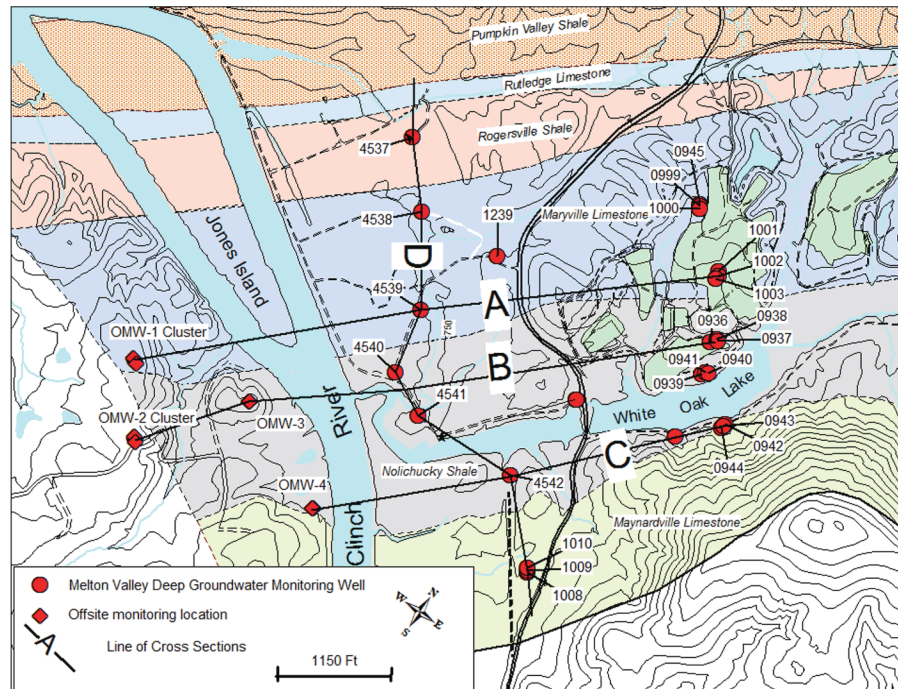 Pumpkin Valley Shale
Rutledge Limestone
Rogersville Shale
4537
0945
0999
1000
4538
1239
Maryville Limestone
Jones Island
D
1001
1002
1003
4539
A
OMW-1 Cluster
750
0936
0938
0937
4540
B
0941
0940
0939
4541
OMW-2 Cluster
OMW-3
White Oak Lake
River
0943
0942
0944
C
Nolichucky Shale
4542
OMW-4
Maynardville Limestone
Clinch
1010
1009
1008
Melton Valley Deep Groundwater Monitoring Well
Offsite monitoring location
A
Line of Cross Sections
N
W
E
S
1150 Ft